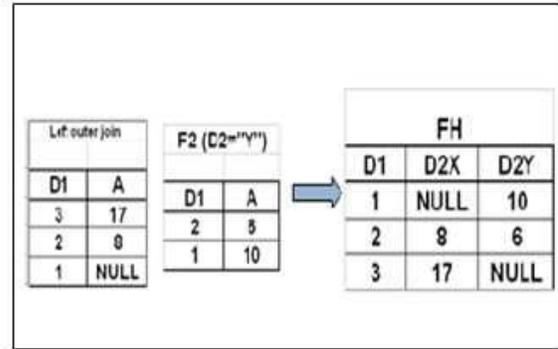 Left outer join
D1 A
3 17
2 8
1 NULL
F2 (D2="Y")
D1 A
2
1 10
FH
D1 D2X D2Y
1 NULL 10
2 8 6
3 17 NULL